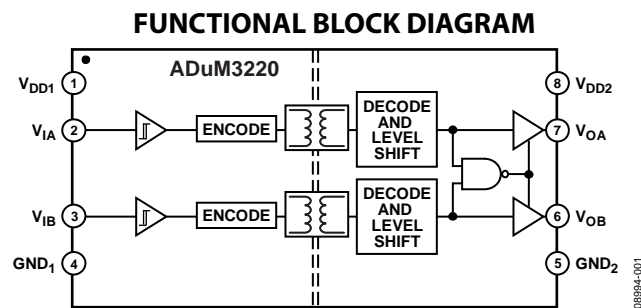 FUNCTIONAL BLOCK DIAGRAM
ADuM3220
VDD1 1
8 VDD2
VIA 2
ENCODE
DECODE
AND
LEVEL
SHIFT
7 VOA
VIB 3
ENCODE
DECODE
AND
LEVEL
SHIFT
6 VOB
GND1 4
5 GND2
08994-001